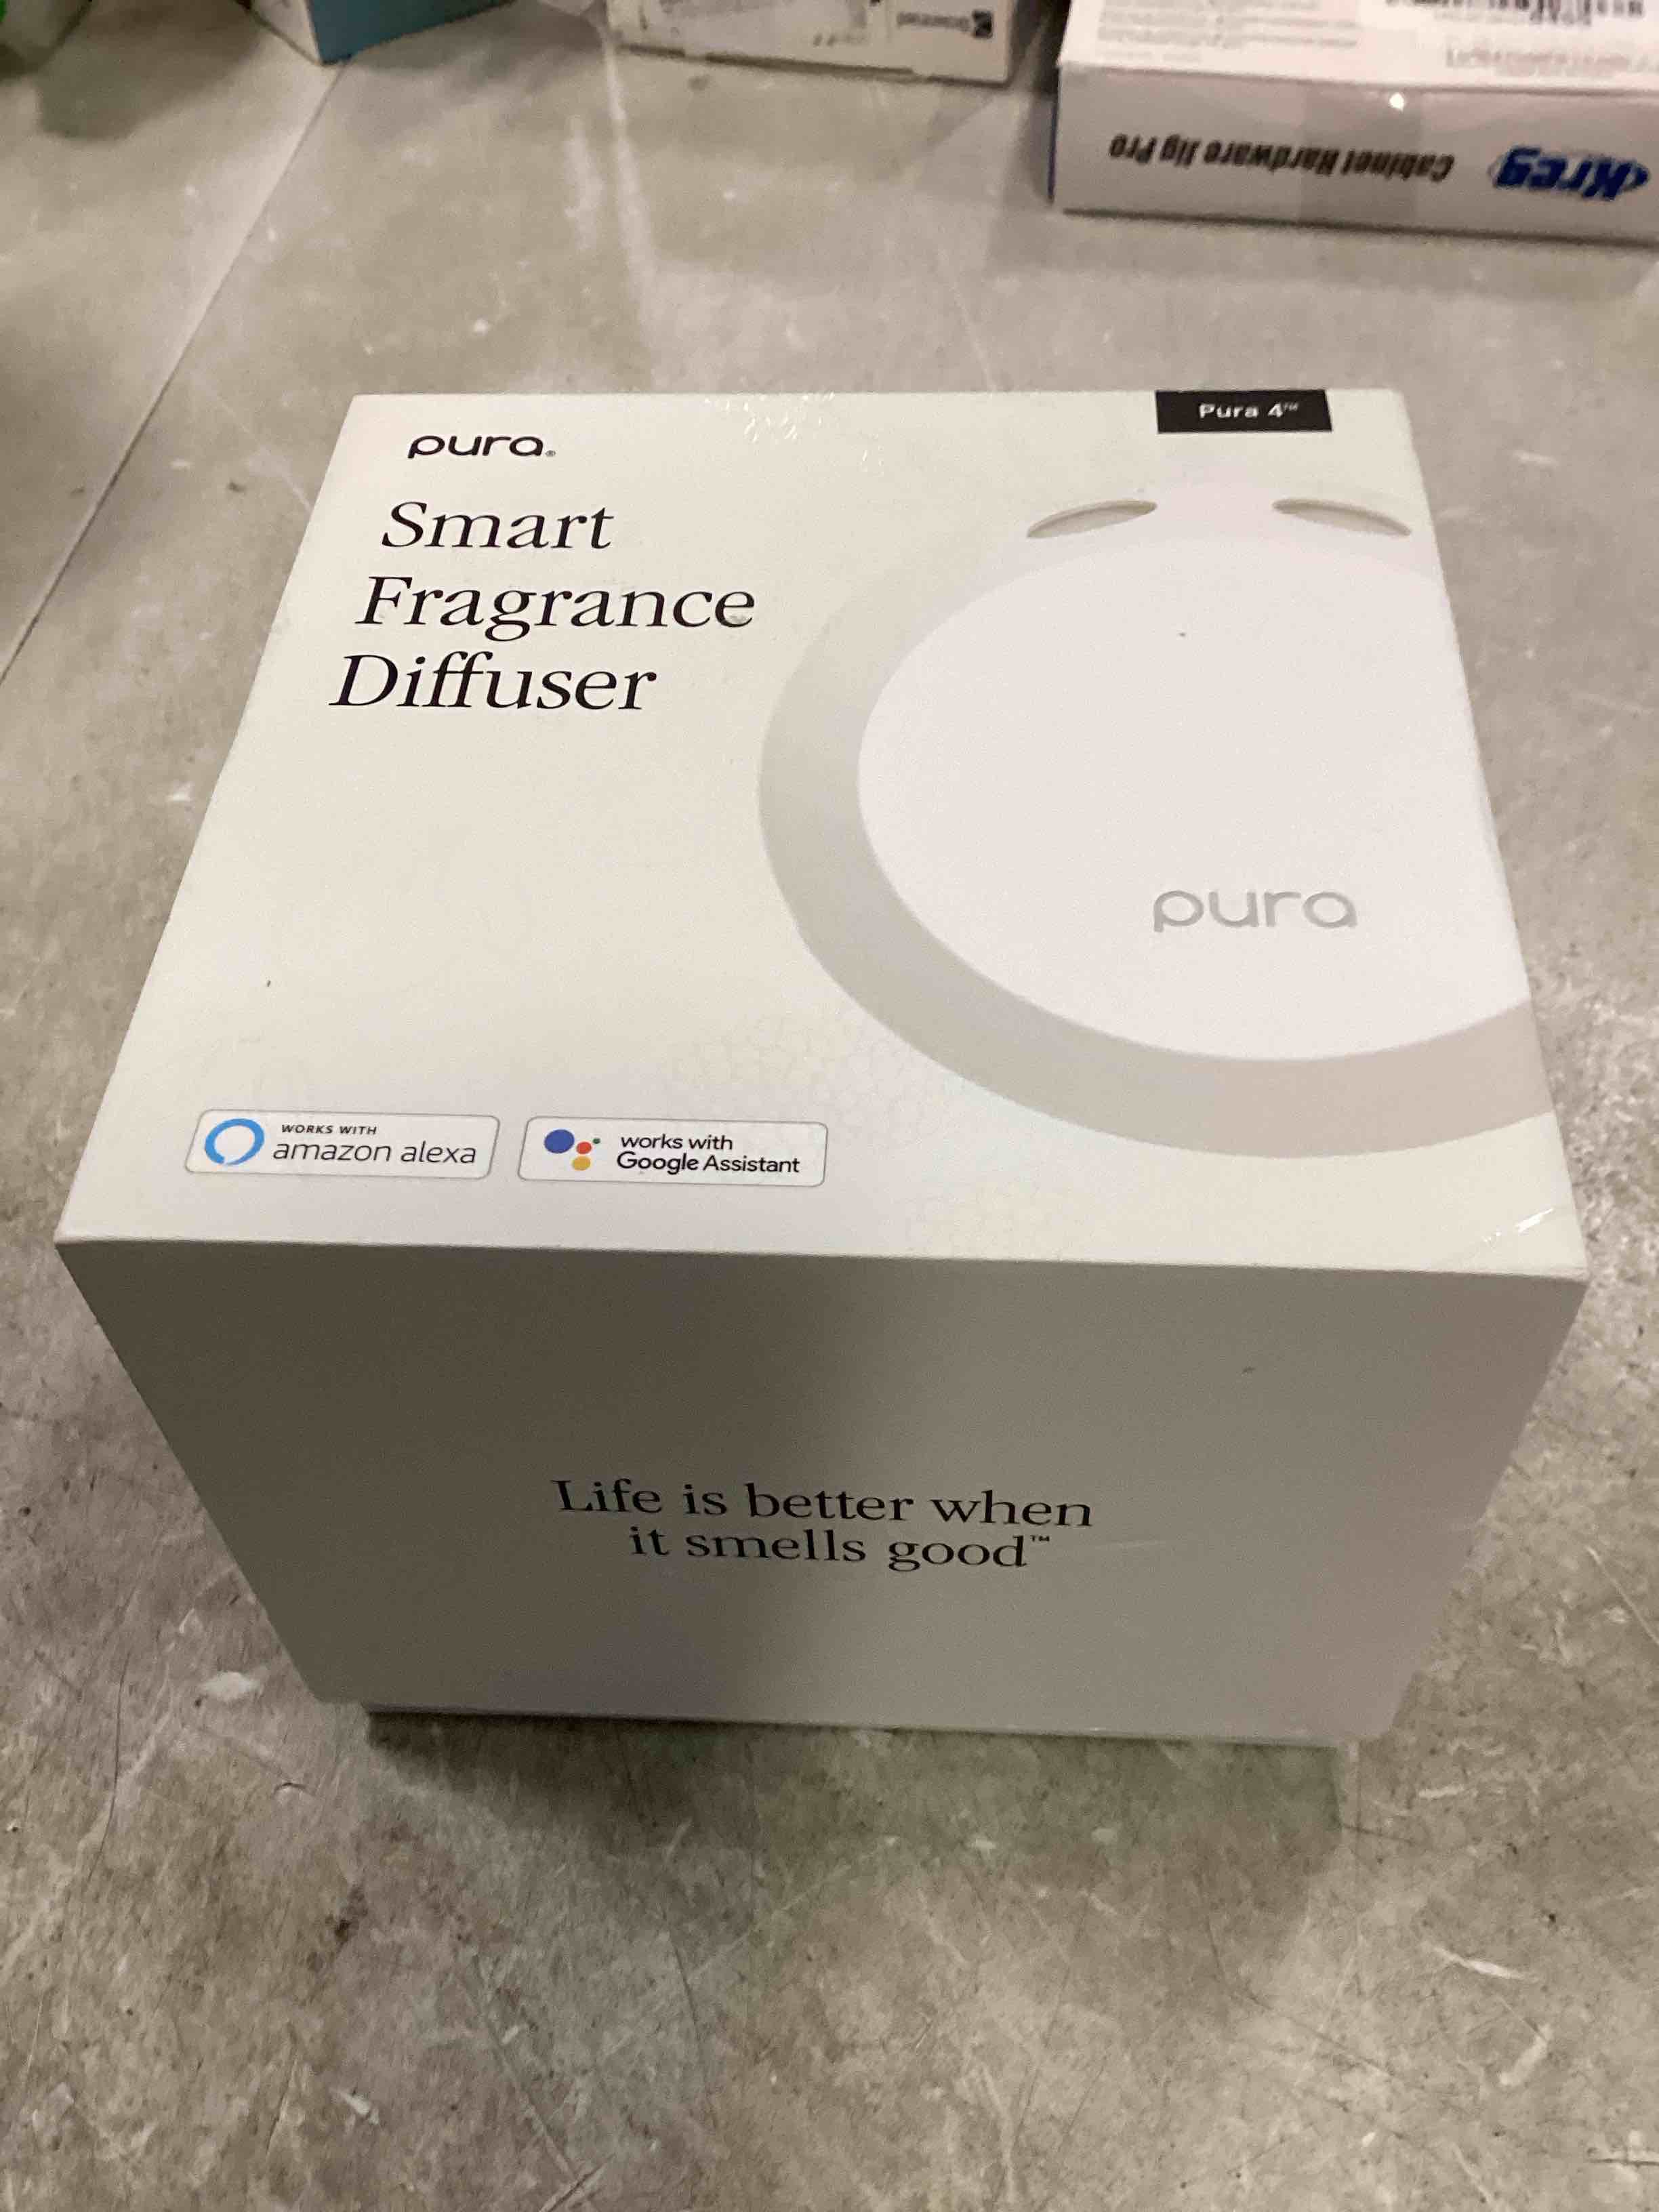 Kreg
Cabinet Hardware Jig Pro
pura®
Pura 4™
Smart
Fragrance
Diffuser
pura
WORKS WITH
amazon alexa
works with
Google Assistant
Life is better when
it smells good™